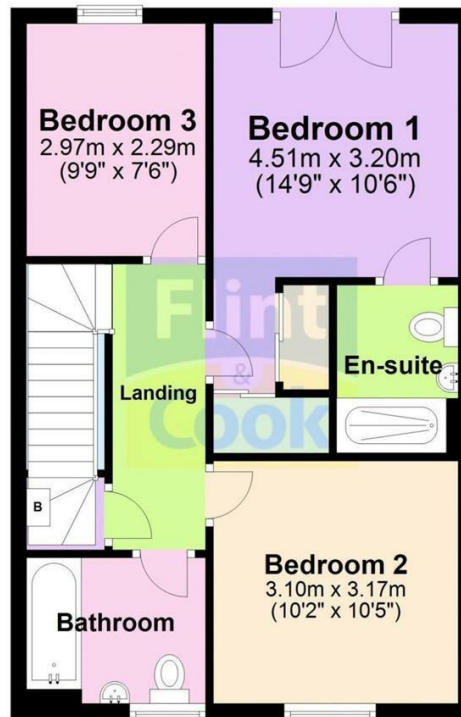 Bedroom 3
2.97m x 2.29m
(9'9" x 7'6")
Bedroom 1
4.51m x 3.20m
(14'9" x 10'6")
Flint
&
Cook
Landing
En-suite
B
Bedroom 2
3.10m x 3.17m
(10'2" x 10'5")
Bathroom